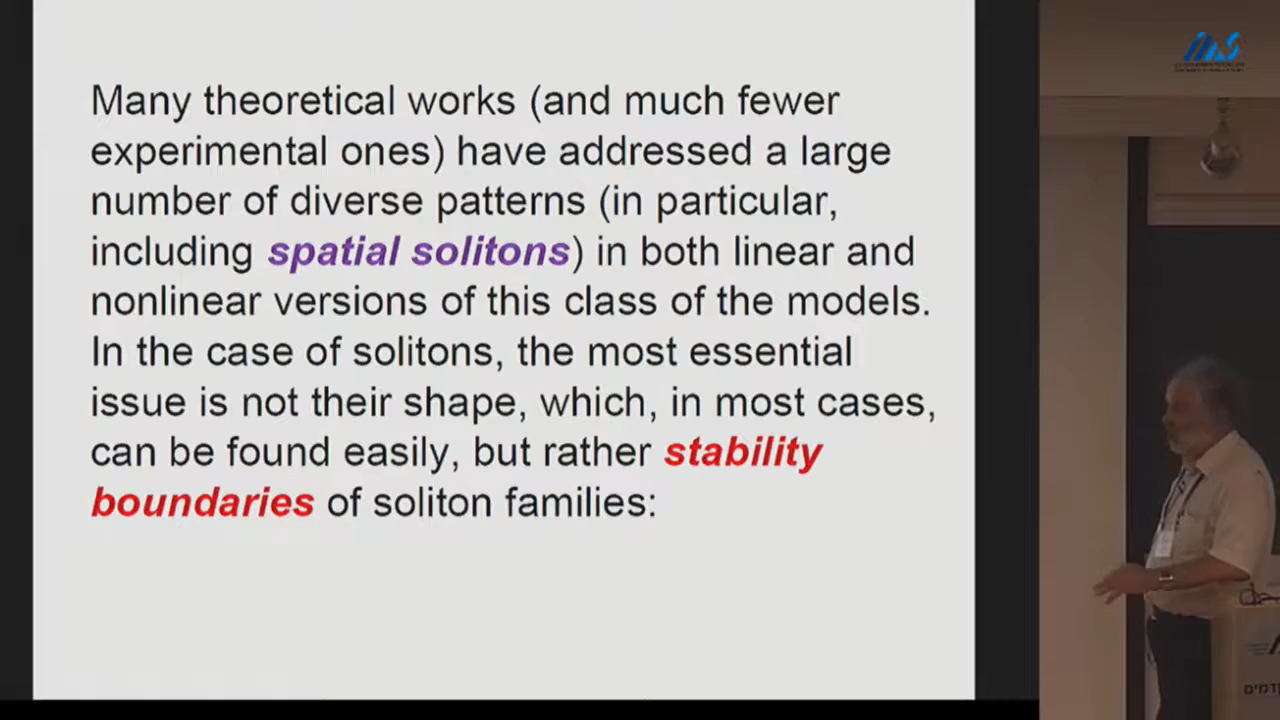 Many theoretical works (and much fewer
experimental ones) have addressed a large
number of diverse patterns (in particular,
including spatial solitons) in both linear and
nonlinear versions of this class of the models.
In the case of solitons, the most essential
issue is not their shape, which, in most cases,
can be found easily, but rather stability
boundaries of soliton families: